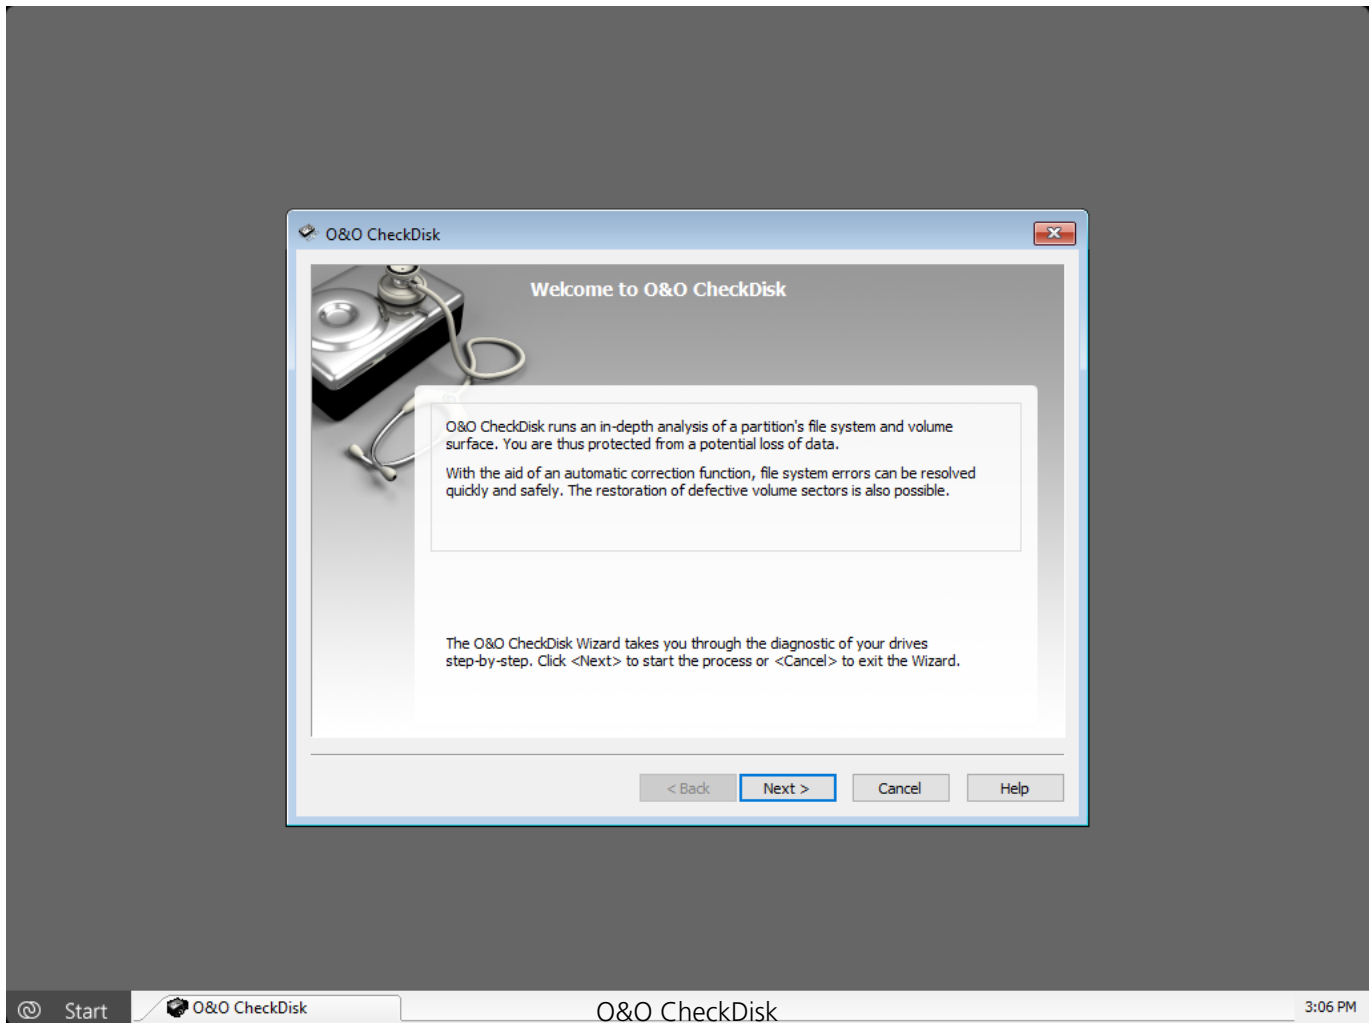 O&O CheckDisk
Welcome to O&O CheckDisk
O&O CheckDisk runs an in-depth analysis of a partition's file system and volume
surface. You are thus protected from a potential loss of data.
With the aid of an automatic correction function, file system errors can be resolved
quickly and safely. The restoration of defective volume sectors is also possible.
The O&O CheckDisk Wizard takes you through the diagnostic of your drives
step-by-step. Click <Next> to start the process or <Cancel> to exit the Wizard.
< Back Next > Cancel Help
Start O&O CheckDisk O&O CheckDisk 3:06 PM